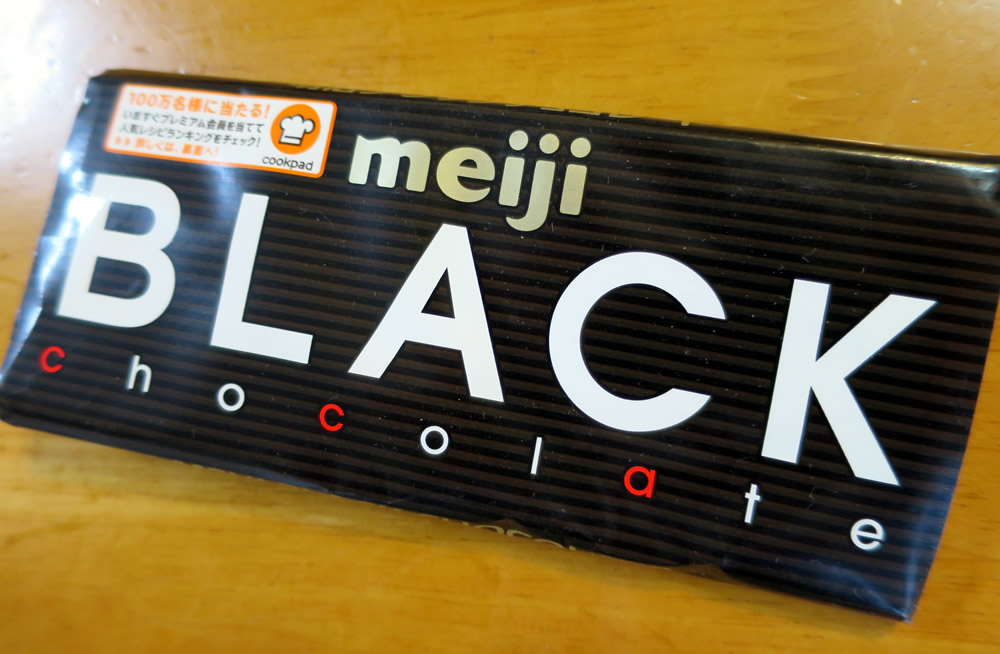 100万名様に当たる!
いますぐプレミアム会員を当てて
人気レシピランキングをチェック!
詳しくは、裏面へ!
cookpad
meiji
BLACK
chocolate